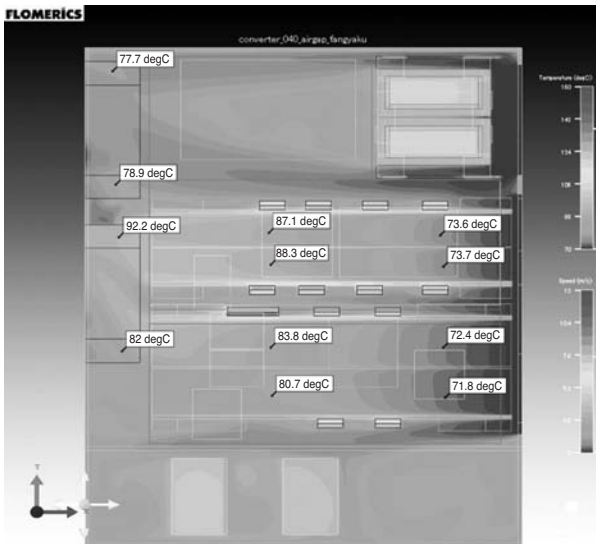 FLOMERICS
converter_040_airgap_fangyaku
77.7 degC
Temperature (degC)
78.9 degC
92.2 degC
87.1 degC
73.6 degC
88.3 degC
73.7 degC
Speed (m/s)
82 degC
83.8 degC
72.4 degC
80.7 degC
71.8 degC